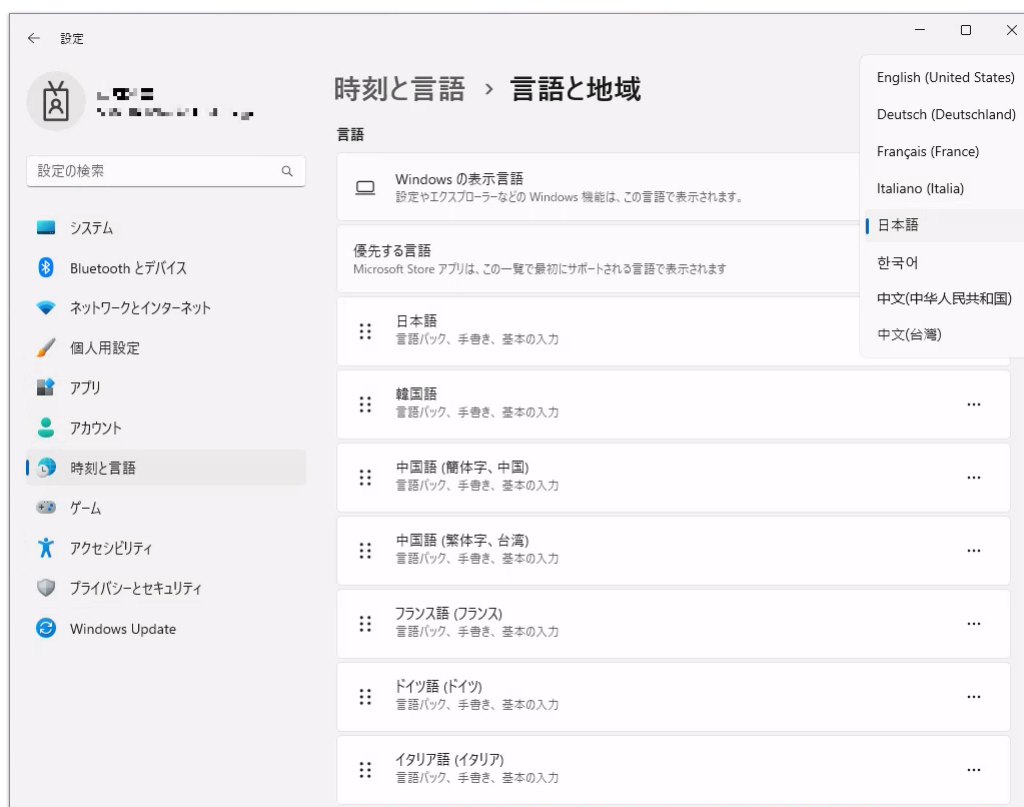 設定
設定の検索
システム
Bluetooth とデバイス
ネットワークとインターネット
個人用設定
アプリ
アカウント
時刻と言語
ゲーム
アクセシビリティ
プライバシーとセキュリティ
Windows Update
時刻と言語 › 言語と地域
言語
Windows の表示言語
設定やエクスプローラーなどの Windows 機能は、この言語で表示されます。
優先する言語
Microsoft Store アプリは、この一覧で最初にサポートされる言語で表示されます
日本語
言語パック、手書き、基本の入力
韓国語
言語パック、手書き、基本の入力
中国語 (簡体字、中国)
言語パック、手書き、基本の入力
中国語 (繁体字、台湾)
言語パック、手書き、基本の入力
フランス語 (フランス)
言語パック、手書き、基本の入力
ドイツ語 (ドイツ)
言語パック、手書き、基本の入力
イタリア語 (イタリア)
言語パック、手書き、基本の入力
English (United States)
Deutsch (Deutschland)
Français (France)
Italiano (Italia)
日本語
한국어
中文(中华人民共和国)
中文(台灣)